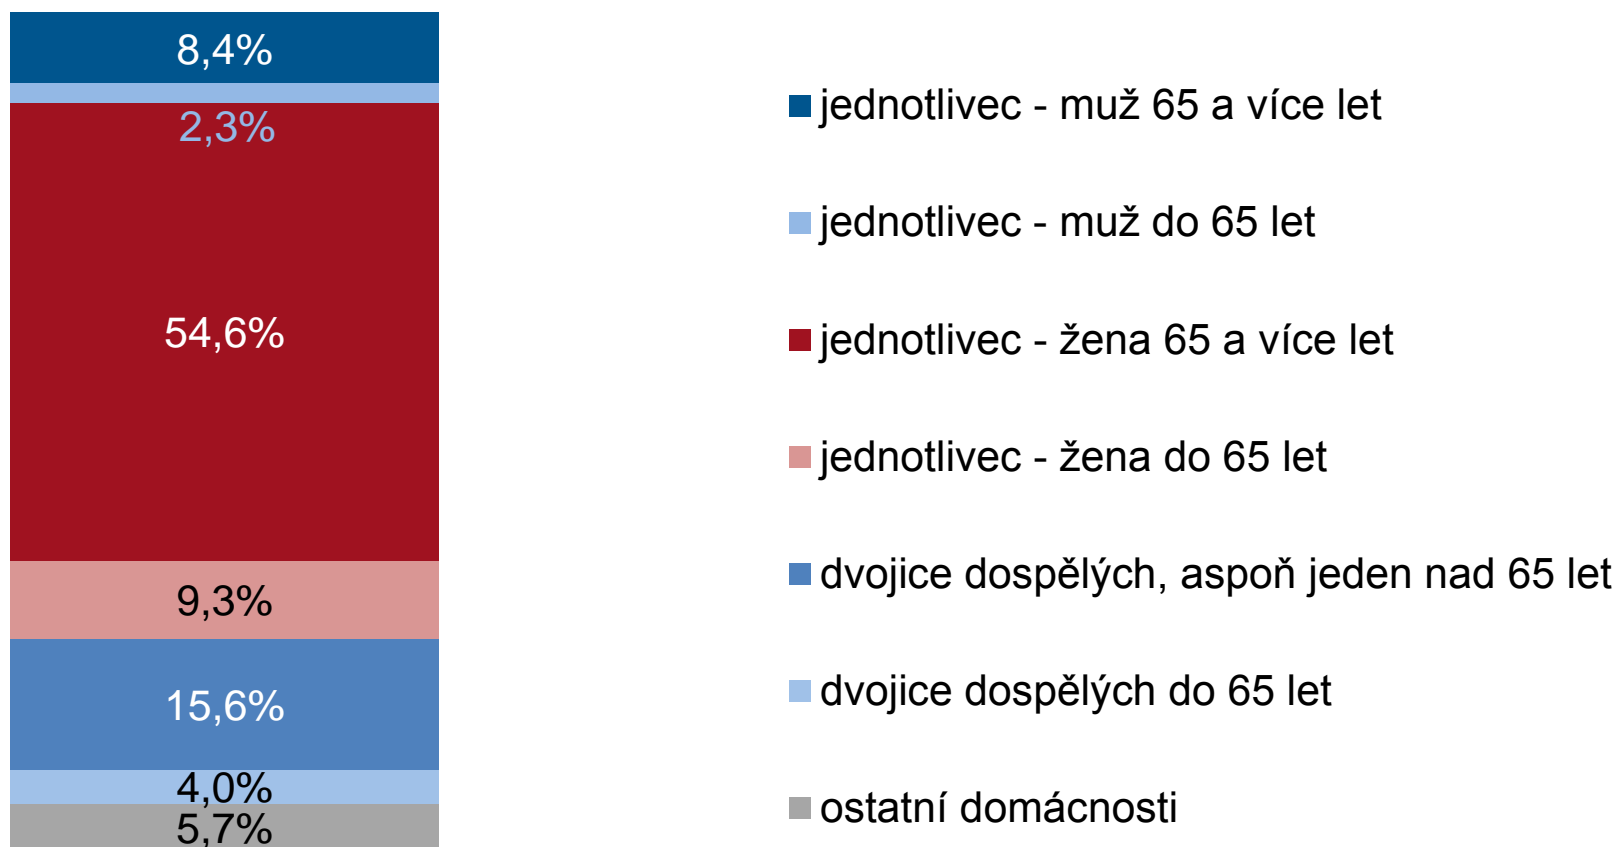 8,4%
2,3%
54,6%
9,3%
15,6%
4,0%
5,7%
jednotlivec - muž 65 a více let
jednotlivec - muž do 65 let
jednotlivec - žena 65 a více let
jednotlivec - žena do 65 let
dvojice dospělých, aspoň jeden nad 65 let
dvojice dospělých do 65 let
ostatní domácnosti